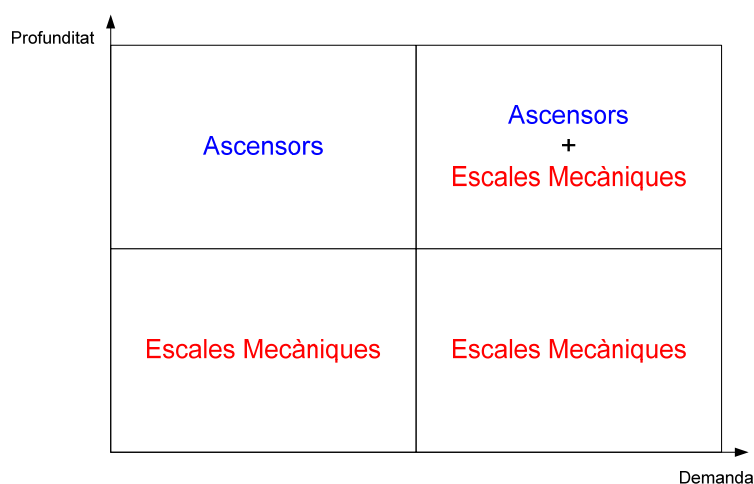 Profunditat
Ascensors
Ascensors
+
Escales Mecàniques
Escales Mecàniques
Escales Mecàniques
Demanda